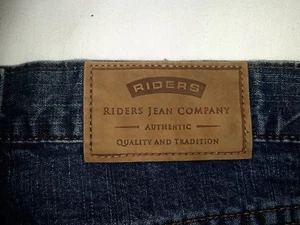 RIDERS
RIDERS JEAN COMPANY
AUTHENTIC
QUALITY AND TRADITION